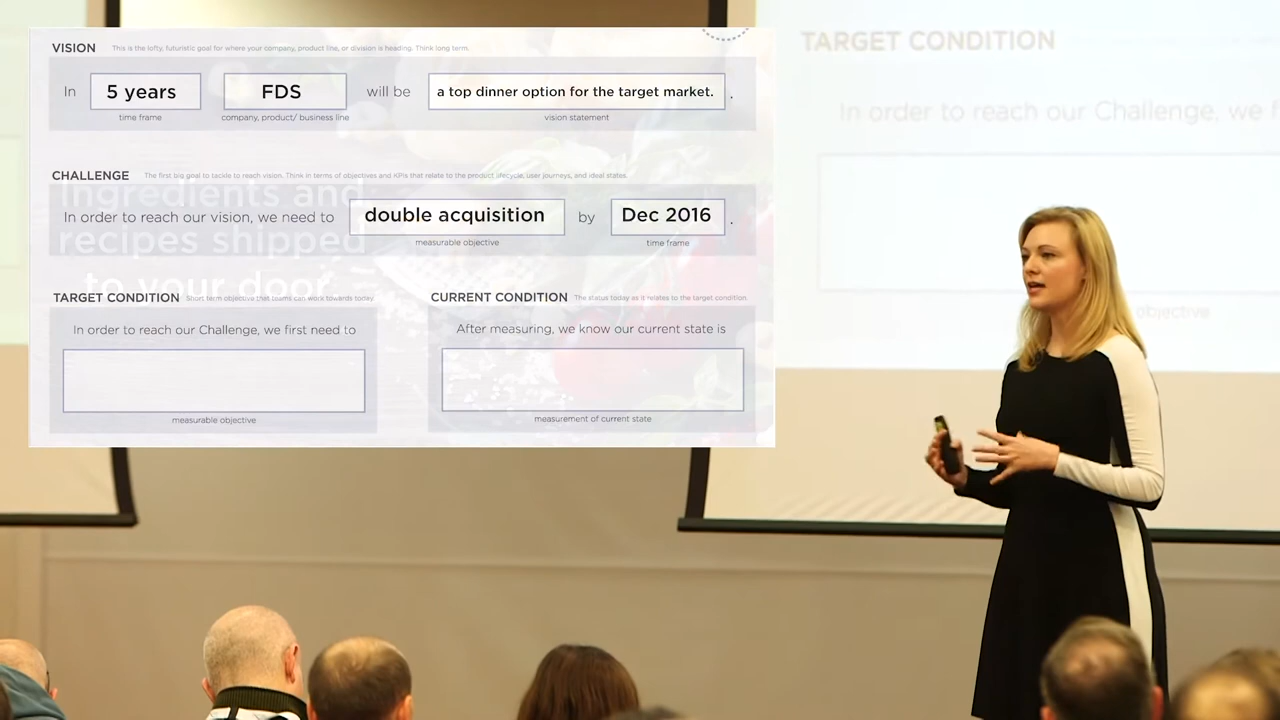 VISION This is the lofty, futuristic goal for where your company, product line, or division is heading. Think long term.
In 5 years FDS will be a top dinner option for the target market. .
time frame company, product/ business line vision statement
CHALLENGE The first big goal to tackle to reach vision. Think in terms of objectives and KPIs that relate to the product lifecycle, user journeys, and ideal states.
Ingredients and
In order to reach our vision, we need to double acquisition by Dec 2016 .
recipes shipped
measurable objective time frame
to your door
TARGET CONDITION Short term objective that teams can work towards today.
In order to reach our Challenge, we first need to
measurable objective
CURRENT CONDITION The status today as it relates to the target condition.
After measuring, we know our current state is
measurement of current state
TARGET CONDITION
In order to reach our Challenge, we
objective